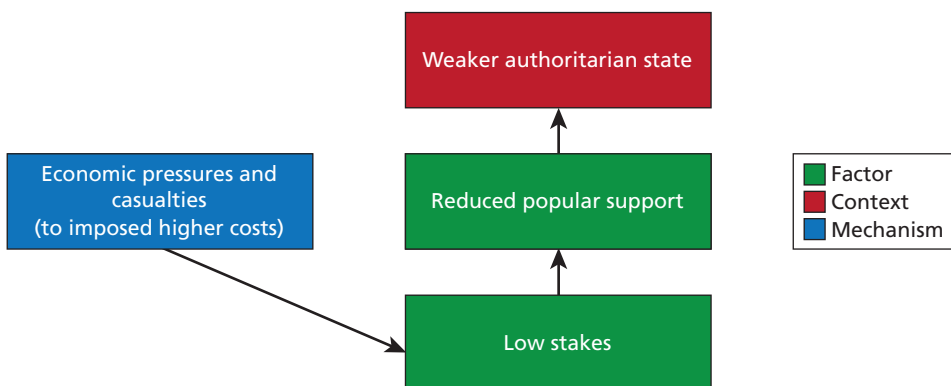 Weaker authoritarian state
Economic pressures and
casualties
(to imposed higher costs)
Reduced popular support
Factor
Context
Mechanism
Low stakes